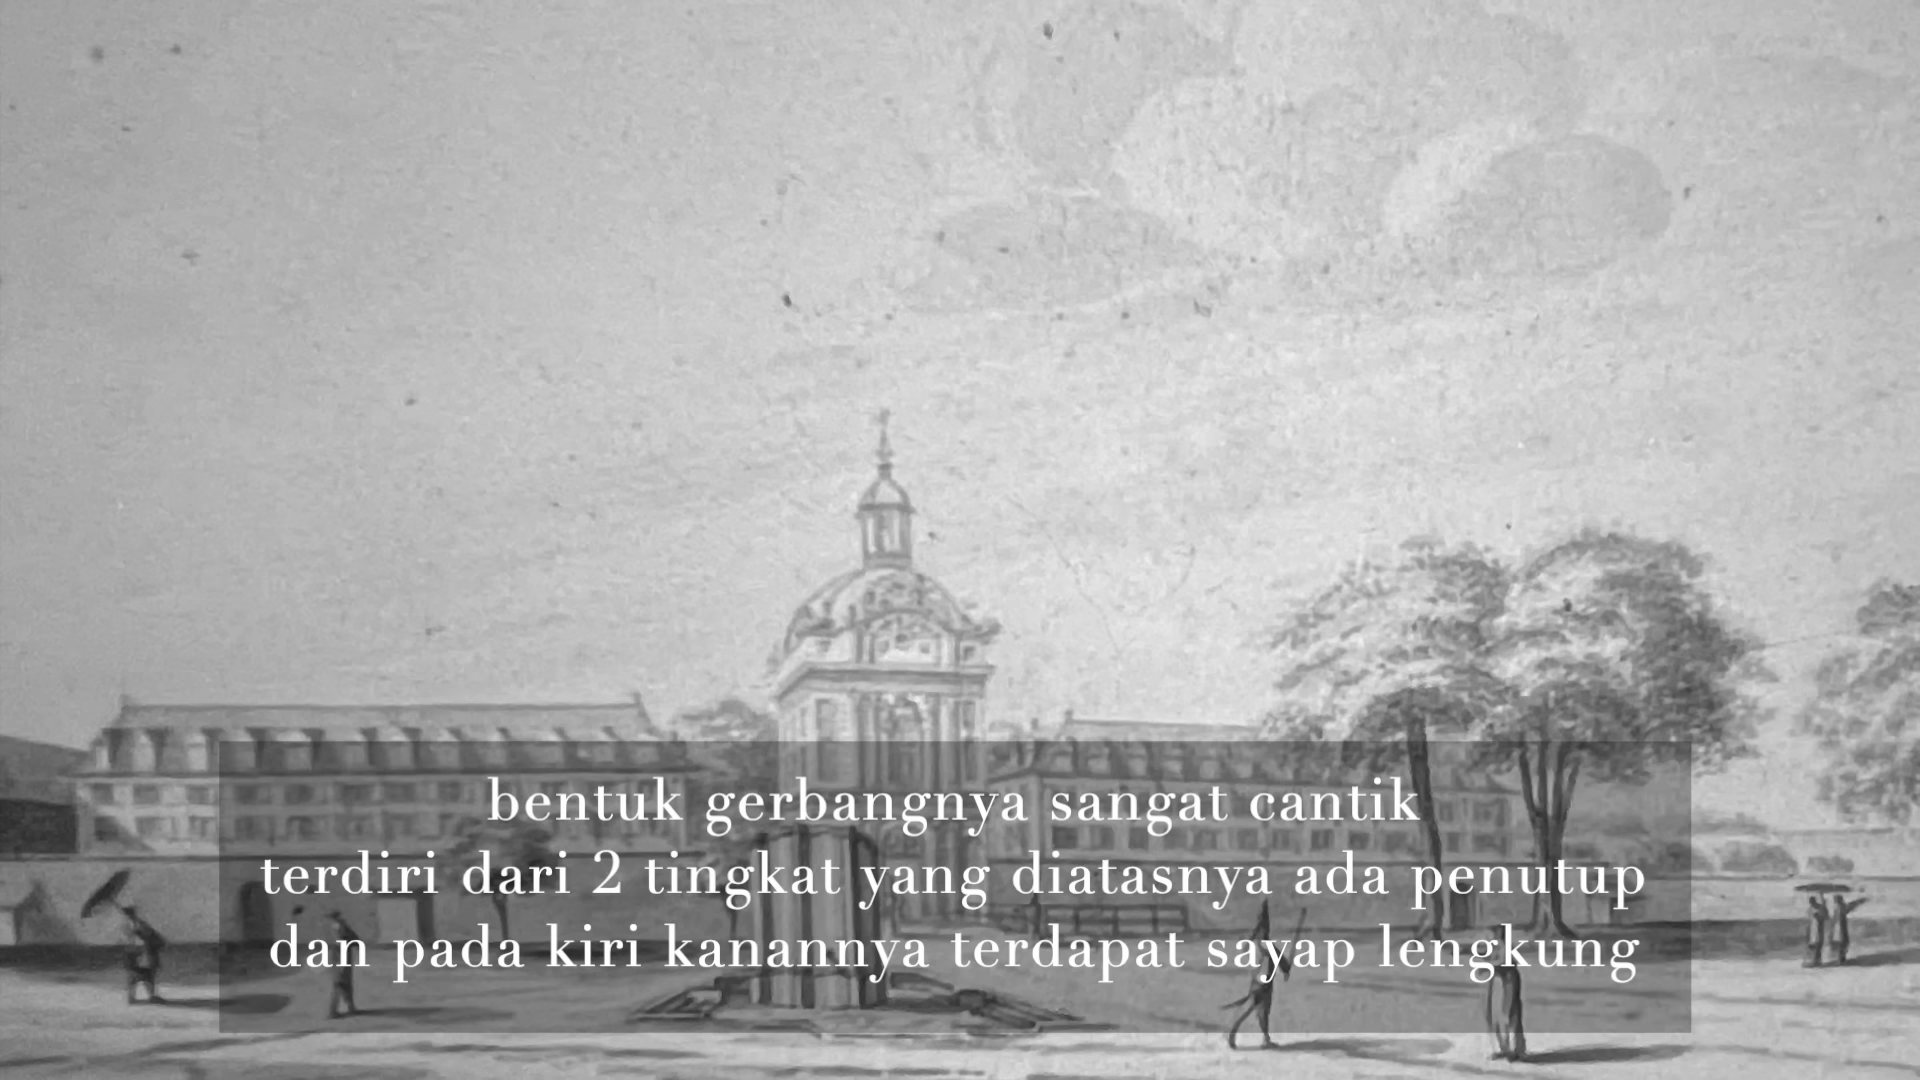 bentuk gerbangnya sangat cantik
terdiri dari 2 tingkat yang diatasnya ada penutup
dan pada kiri kanannya terdapat sayap lengkung